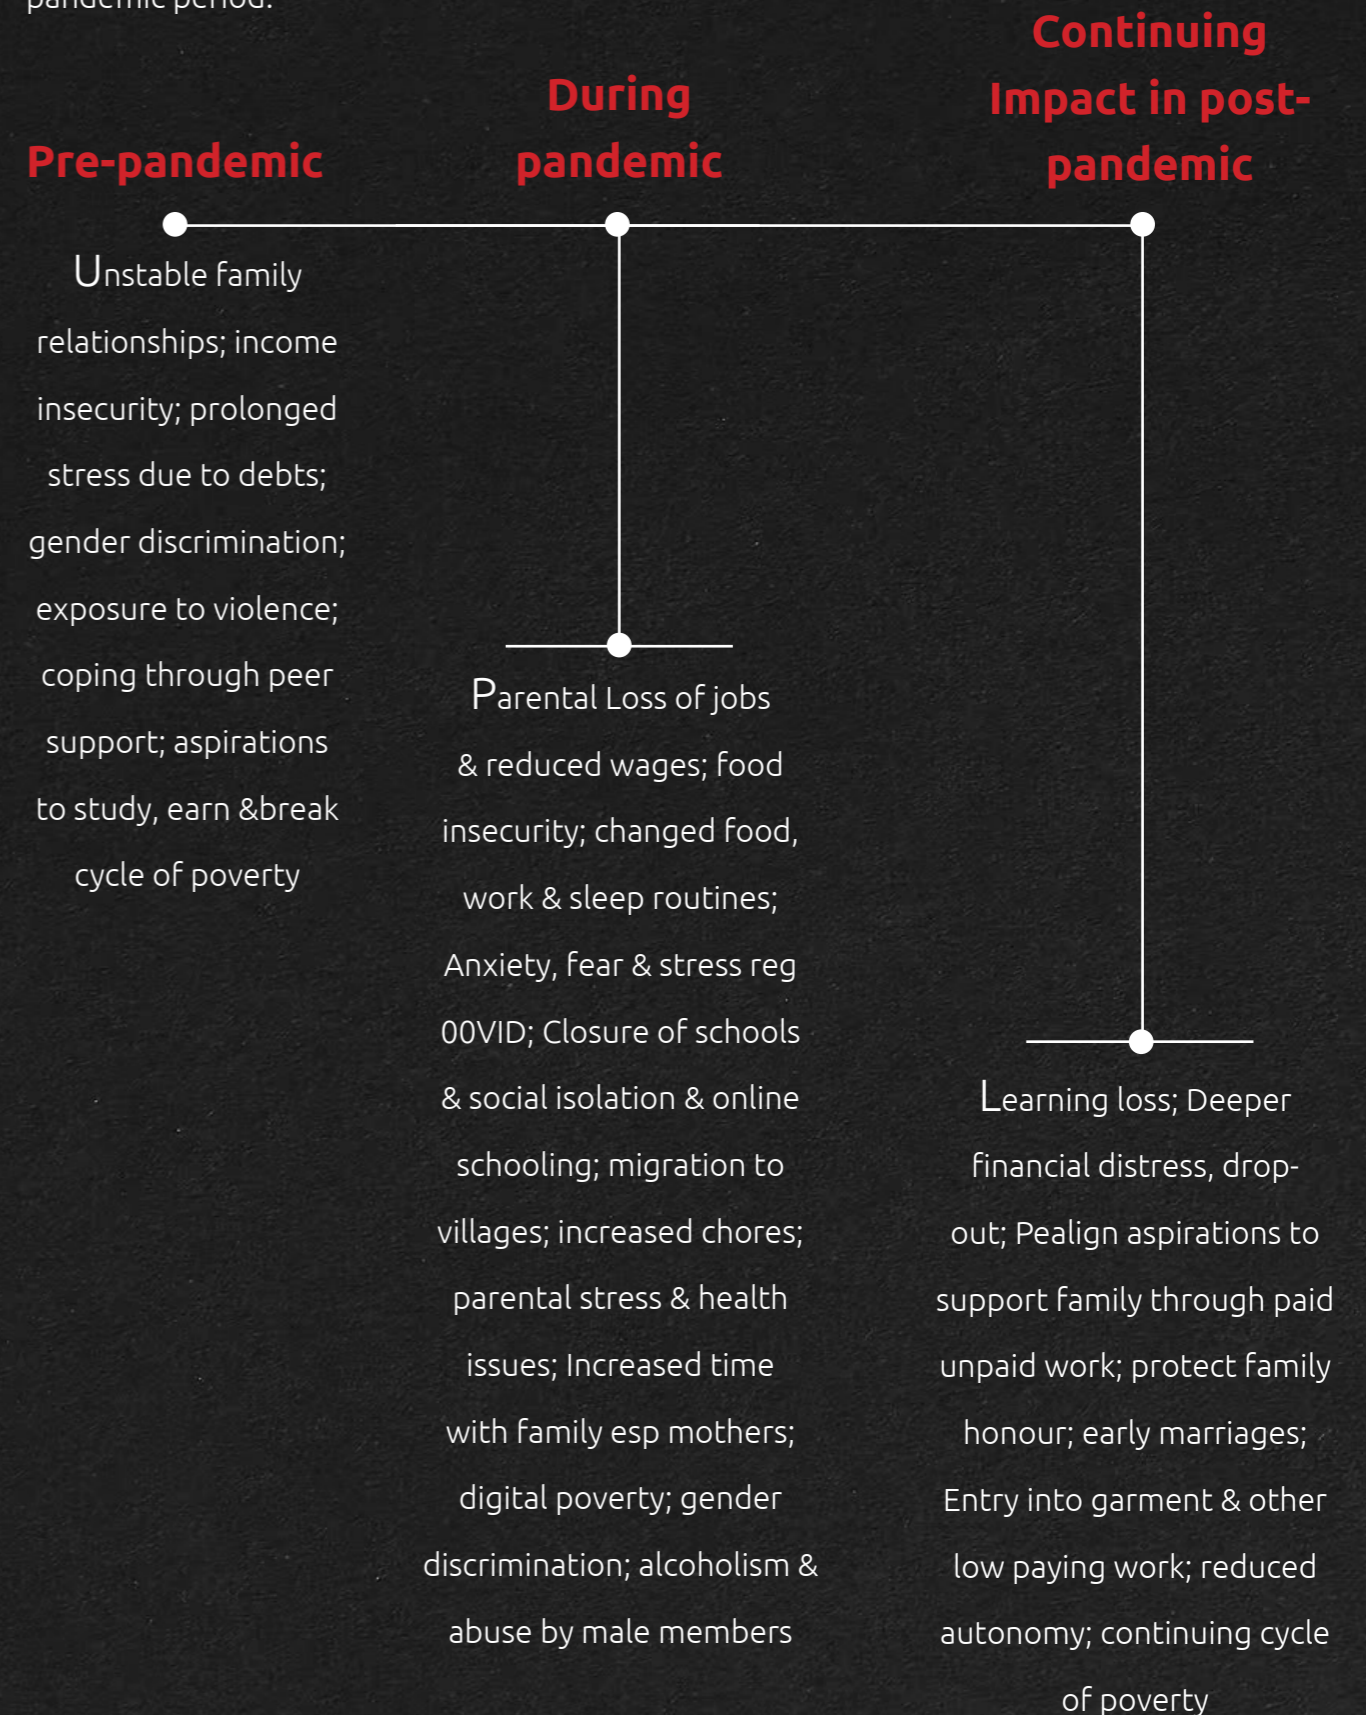 pandemic period.
Pre-pandemic
Unstable family
relationships; income
insecurity; prolonged
stress due to debts;
gender discrimination;
exposure to violence;
coping through peer
support; aspirations
to study, earn &break
cycle of poverty
During
pandemic
Parental Loss of jobs
& reduced wages; food
insecurity; changed food,
work & sleep routines;
Anxiety, fear & stress reg
00VID; Closure of schools
& social isolation & online
schooling; migration to
villages; increased chores;
parental stress & health
issues; Increased time
with family esp mothers;
digital poverty; gender
discrimination; alcoholism &
abuse by male members
Continuing
Impact in post-
pandemic
Learning loss; Deeper
financial distress, drop-
out; Pealign aspirations to
support family through paid
unpaid work; protect family
honour; early marriages;
Entry into garment & other
low paying work; reduced
autonomy; continuing cycle
of poverty